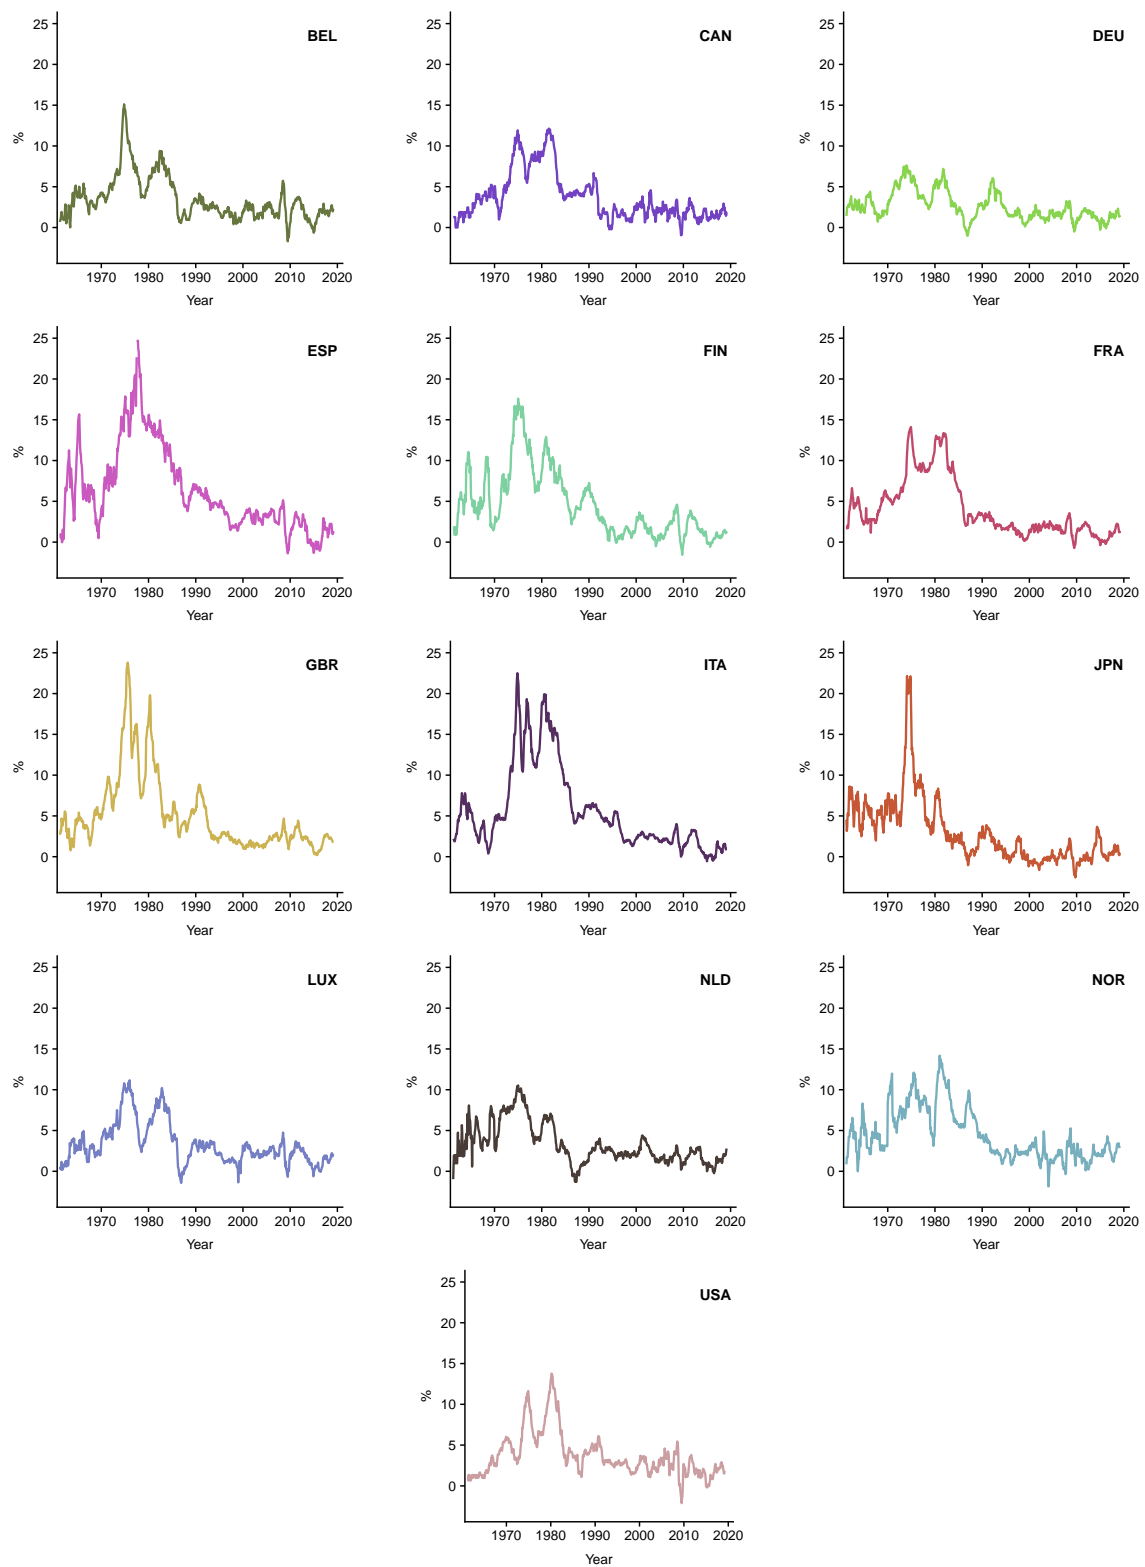 25 BEL 25 CAN 25 DEU
20 20 20
15 15 15
% % %
10 10 10
5 5 5
0 0 0
1970 1980 1990 2000 2010 2020 1970 1980 1990 2000 2010 2020 1970 1980 1990 2000 2010 2020
Year Year Year
25 ESP 25 FIN 25 FRA
20 20 20
15 15 15
% % %
10 10 10
5 5 5
0 0 0
1970 1980 1990 2000 2010 2020 1970 1980 1990 2000 2010 2020 1970 1980 1990 2000 2010 2020
Year Year Year
25 GBR 25 ITA 25 JPN
20 20 20
15 15 15
% % %
10 10 10
5 5 5
0 0 0
1970 1980 1990 2000 2010 2020 1970 1980 1990 2000 2010 2020 1970 1980 1990 2000 2010 2020
Year Year Year
25 LUX 25 NLD 25 NOR
20 20 20
15 15 15
% % %
10 10 10
5 5 5
0 0 0
1970 1980 1990 2000 2010 2020 1970 1980 1990 2000 2010 2020 1970 1980 1990 2000 2010 2020
Year Year Year
25 USA
20
15
%
10
5
0
1970 1980 1990 2000 2010 2020
Year